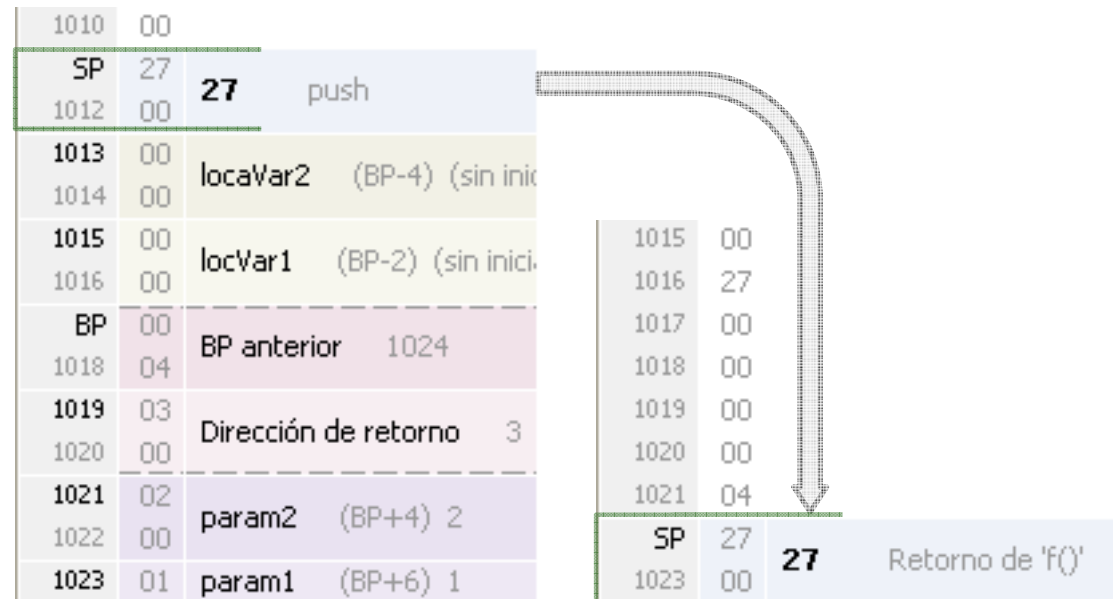 1010 00
SP 27
27 push
1012 00
1013 00
locaVar2 (BP-4) (sin inic
1014 00
1015 00
locVar1 (BP-2) (sin inici
1016 00
BP 00
BP anterior 1024
1018 04
1019 03
Dirección de retorno 3
1020 00
1021 02
param2 (BP+4) 2
1022 00
1023 01 param1 (BP+6) 1
1015 00
1016 27
1017 00
1018 00
1019 00
1020 00
1021 04
SP 27
27 Retorno de 'f()'
1023 00